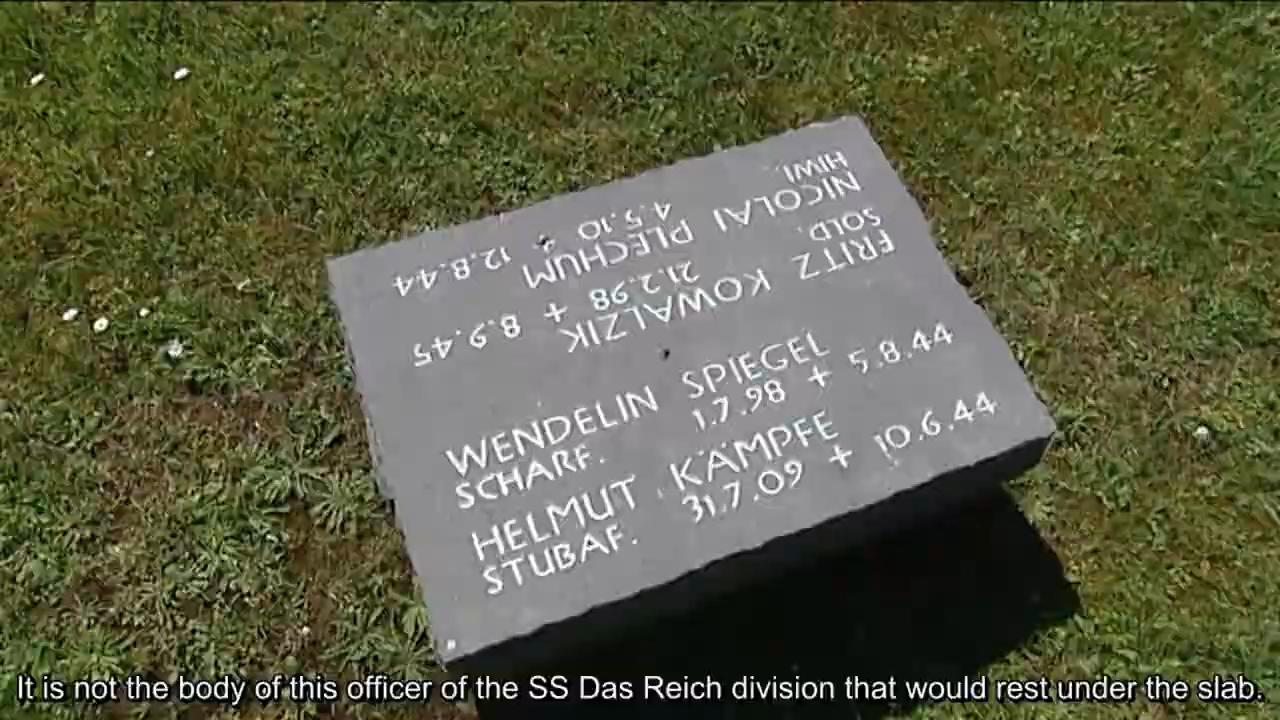 WENDELIN SPIEGEL
SCHARF. 1.7.98 + 5.8.44
HELMUT KÄMPFE
STUBAF. 31.7.09 + 10.6.44
FRITZ KOWALZIK
SOLD. 21.2.98 + 8.9.45
NICOLAI PLECHUM
HIWI. 4.5.10 + 12.8.44
It is not the body of this officer of the SS Das Reich division that would rest under the slab.